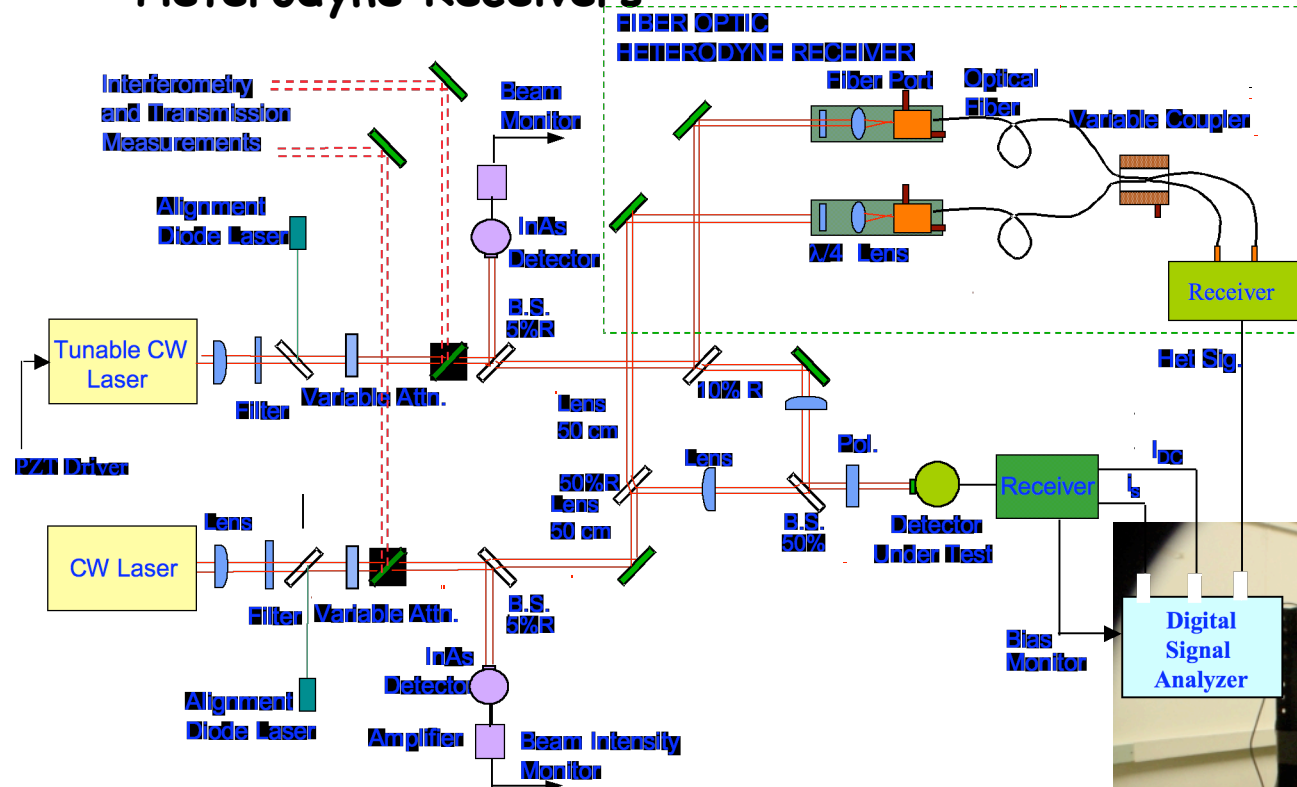 Heterodyne Receivers
FIBER OPTIC
HETERODYNE RECEIVER
Fiber Port
Optical
Fiber
Variable Coupler
Interferometry
and Transmission
Measurements
Beam
Monitor
Alignment
Diode Laser
InAs
Detector
λ/4 Lens
B.S.
5%R
Receiver
Tunable CW
Laser
Het Sig.
Variable Attn.
Filter
10% R
Lens
50 cm
PZT Driver
Lens
Pol.
I_DC
50%R
Lens
50 cm
Receiver
I_s
Lens
B.S.
50%
Detector
Under Test
CW Laser
Filter
Variable Attn.
B.S.
5%R
Digital
Signal
Analyzer
Bias
Monitor
InAs
Detector
Alignment
Diode Laser
Amplifier
Beam Intensity
Monitor